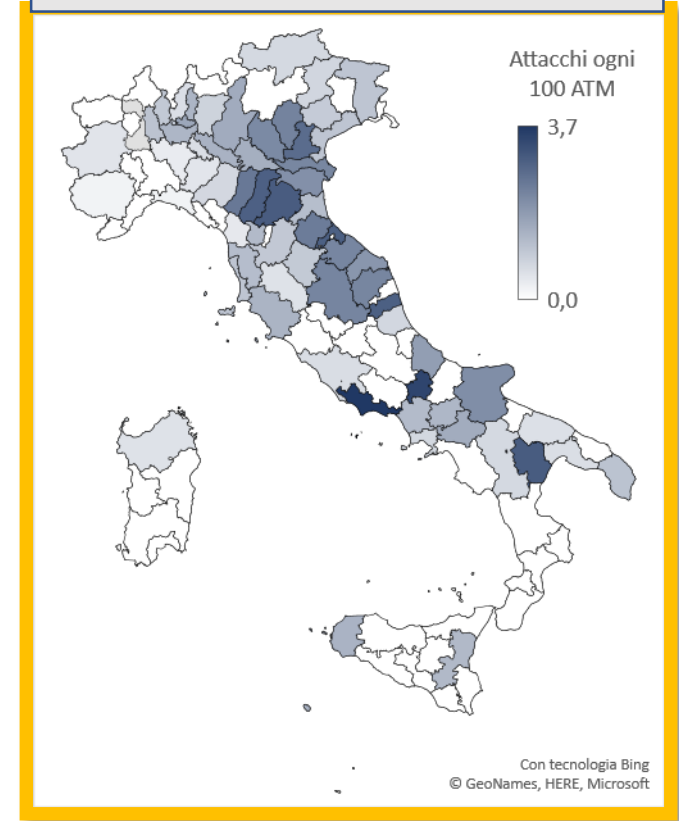 Attacchi ogni
100 ATM
3,7
0,0
Con tecnologia Bing
© GeoNames, HERE, Microsoft